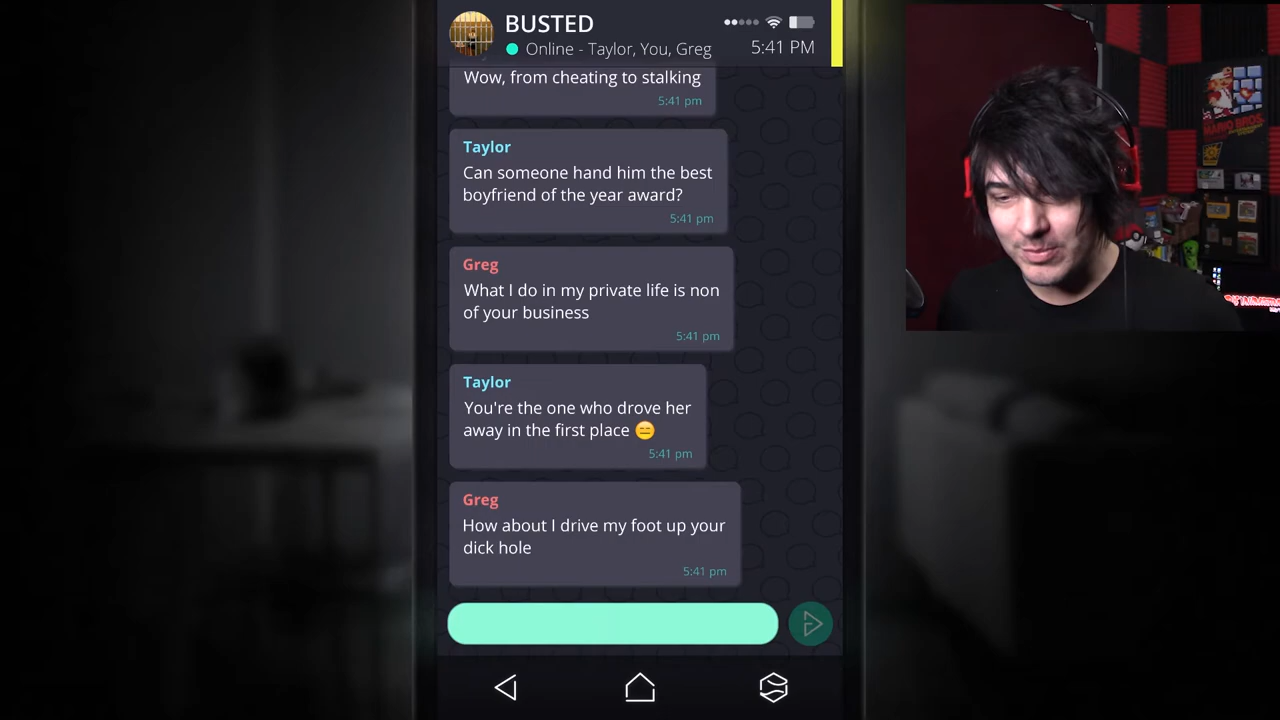 BUSTED
Online - Taylor, You, Greg
5:41 PM
Wow, from cheating to stalking
5:41 pm
Taylor
Can someone hand him the best
boyfriend of the year award?
5:41 pm
Greg
What I do in my private life is non
of your business
5:41 pm
Taylor
You're the one who drove her
away in the first place 😑
5:41 pm
Greg
How about I drive my foot up your
dick hole
5:41 pm
MARIO BROS.